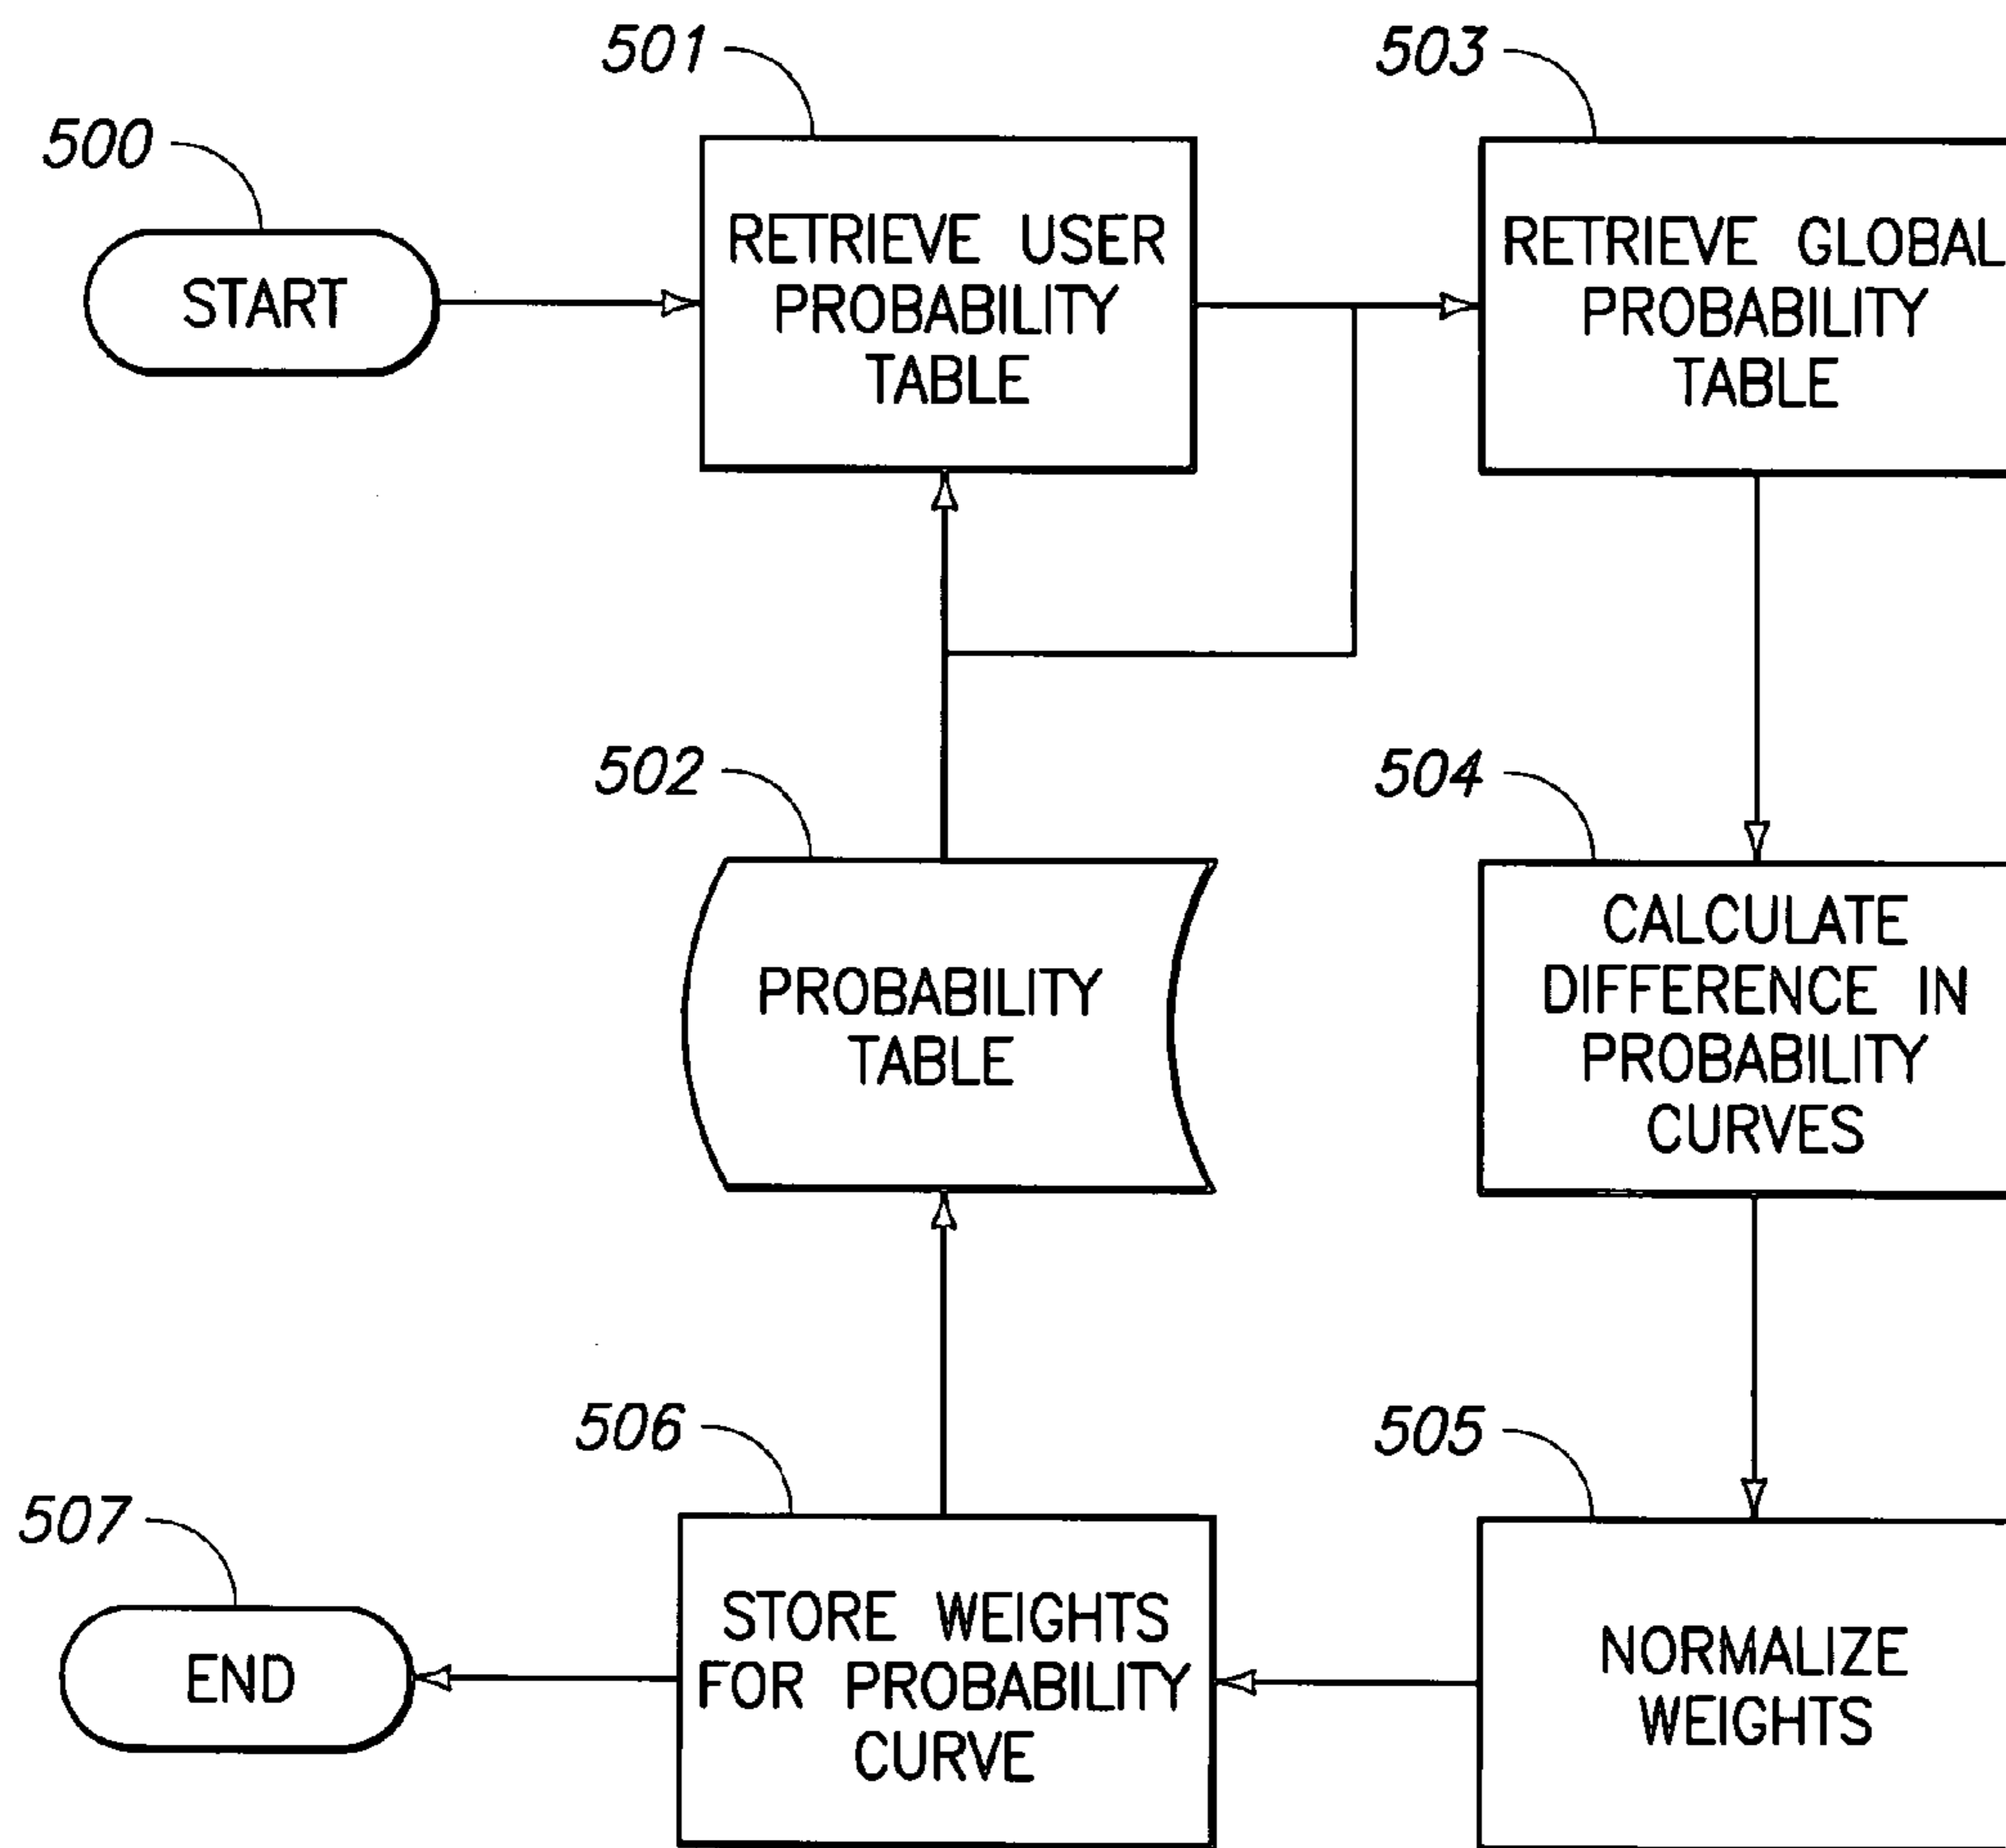 501
503
500
START
RETRIEVE USER
PROBABILITY
TABLE
RETRIEVE GLOBAL
PROBABILITY
TABLE
502
504
PROBABILITY
TABLE
CALCULATE
DIFFERENCE IN
PROBABILITY
CURVES
506
505
507
END
STORE WEIGHTS
FOR PROBABILITY
CURVE
NORMALIZE
WEIGHTS